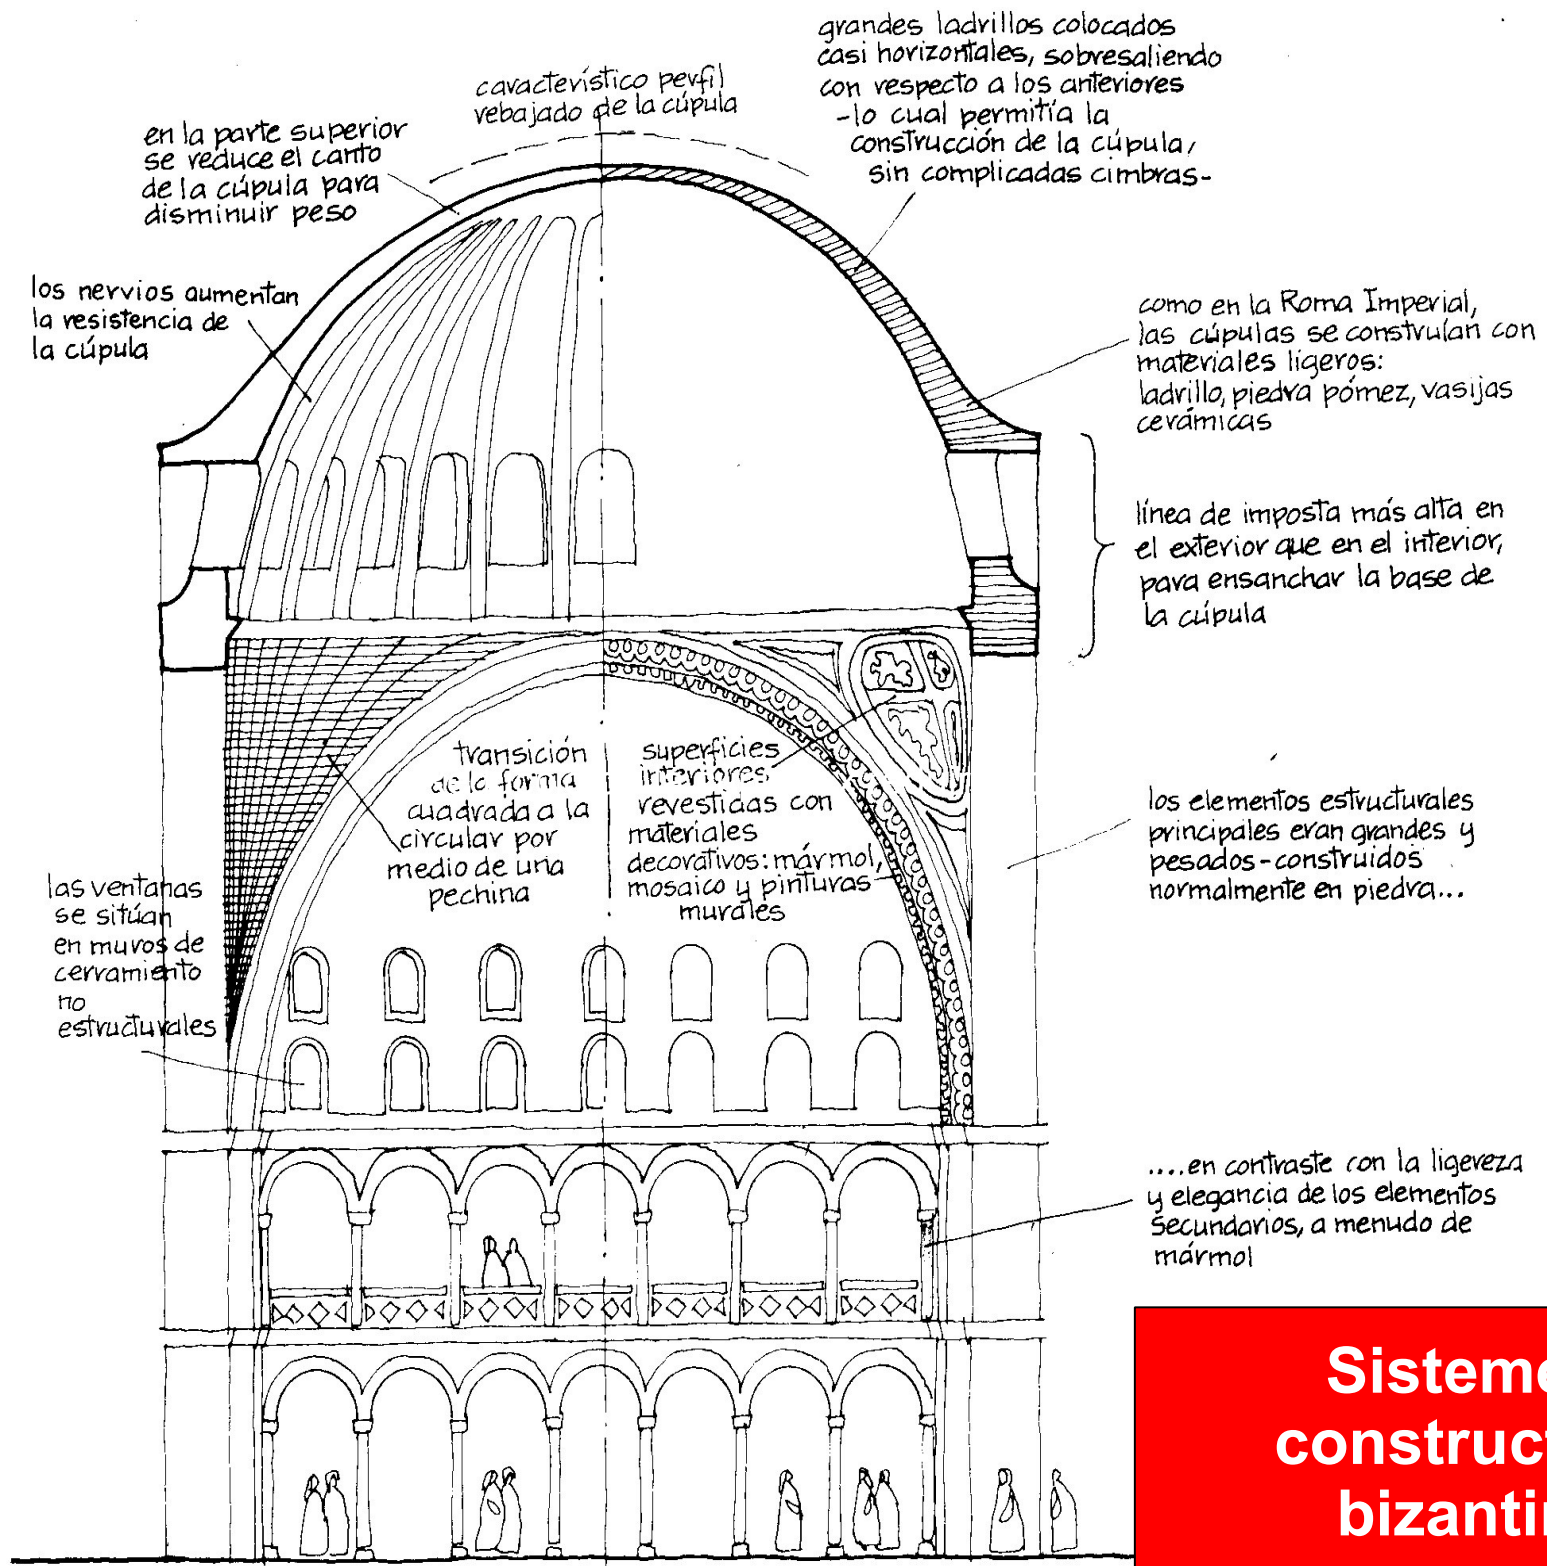 grandes ladrillos colocados
casi horizontales, sobresaliendo
con respecto a los anteriores
-lo cual permitía la
construcción de la cúpula,
sin complicadas cimbras-
característico perfil
rebajado de la cúpula
en la parte superior
se reduce el canto
de la cúpula para
disminuir peso
los nervios aumentan
la resistencia de
la cúpula
como en la Roma Imperial,
las cúpulas se construían con
materiales ligeros:
ladrillo, piedra pómez, vasijas
cerámicas
línea de imposta más alta en
el exterior que en el interior,
para ensanchar la base de
la cúpula
transición
de la forma
cuadrada a la
circular por
medio de una
pechina
superficies
interiores
revestidas con
materiales
decorativos: mármol,
mosaico y pinturas
murales
los elementos estructurales
principales eran grandes y
pesados-construidos
normalmente en piedra...
las ventanas
se sitúan
en muros de
cerramiento
no
estructurales
....en contraste con la ligereza
y elegancia de los elementos
secundarios, a menudo de
mármol
Sisteme
construct
bizantin